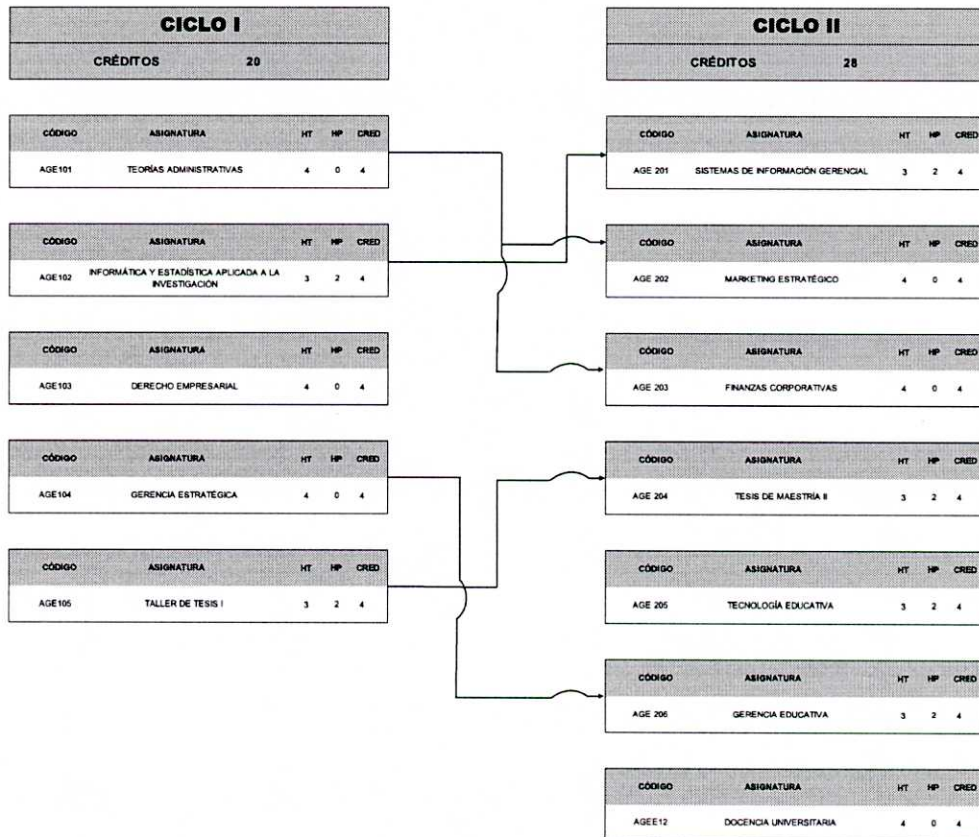 CICLO I
CRÉDITOS 20
CÓDIGO ASIGNATURA HT HP CRED
AGE101 TEORÍAS ADMINISTRATIVAS 4 0 4
CÓDIGO ASIGNATURA HT HP CRED
AGE102 INFORMÁTICA Y ESTADÍSTICA APLICADA A LA
INVESTIGACIÓN 3 2 4
CÓDIGO ASIGNATURA HT HP CRED
AGE103 DERECHO EMPRESARIAL 4 0 4
CÓDIGO ASIGNATURA HT HP CRED
AGE104 GERENCIA ESTRATÉGICA 4 0 4
CÓDIGO ASIGNATURA HT HP CRED
AGE105 TALLER DE TESIS I 3 2 4
CICLO II
CRÉDITOS 28
CÓDIGO ASIGNATURA HT HP CRED
AGE 201 SISTEMAS DE INFORMACIÓN GERENCIAL 3 2 4
CÓDIGO ASIGNATURA HT HP CRED
AGE 202 MARKETING ESTRATÉGICO 4 0 4
CÓDIGO ASIGNATURA HT HP CRED
AGE 203 FINANZAS CORPORATIVAS 4 0 4
CÓDIGO ASIGNATURA HT HP CRED
AGE 204 TESIS DE MAESTRÍA II 3 2 4
CÓDIGO ASIGNATURA HT HP CRED
AGE 205 TECNOLOGÍA EDUCATIVA 3 2 4
CÓDIGO ASIGNATURA HT HP CRED
AGE 206 GERENCIA EDUCATIVA 3 2 4
CÓDIGO ASIGNATURA HT HP CRED
AGEE12 DOCENCIA UNIVERSITARIA 4 0 4